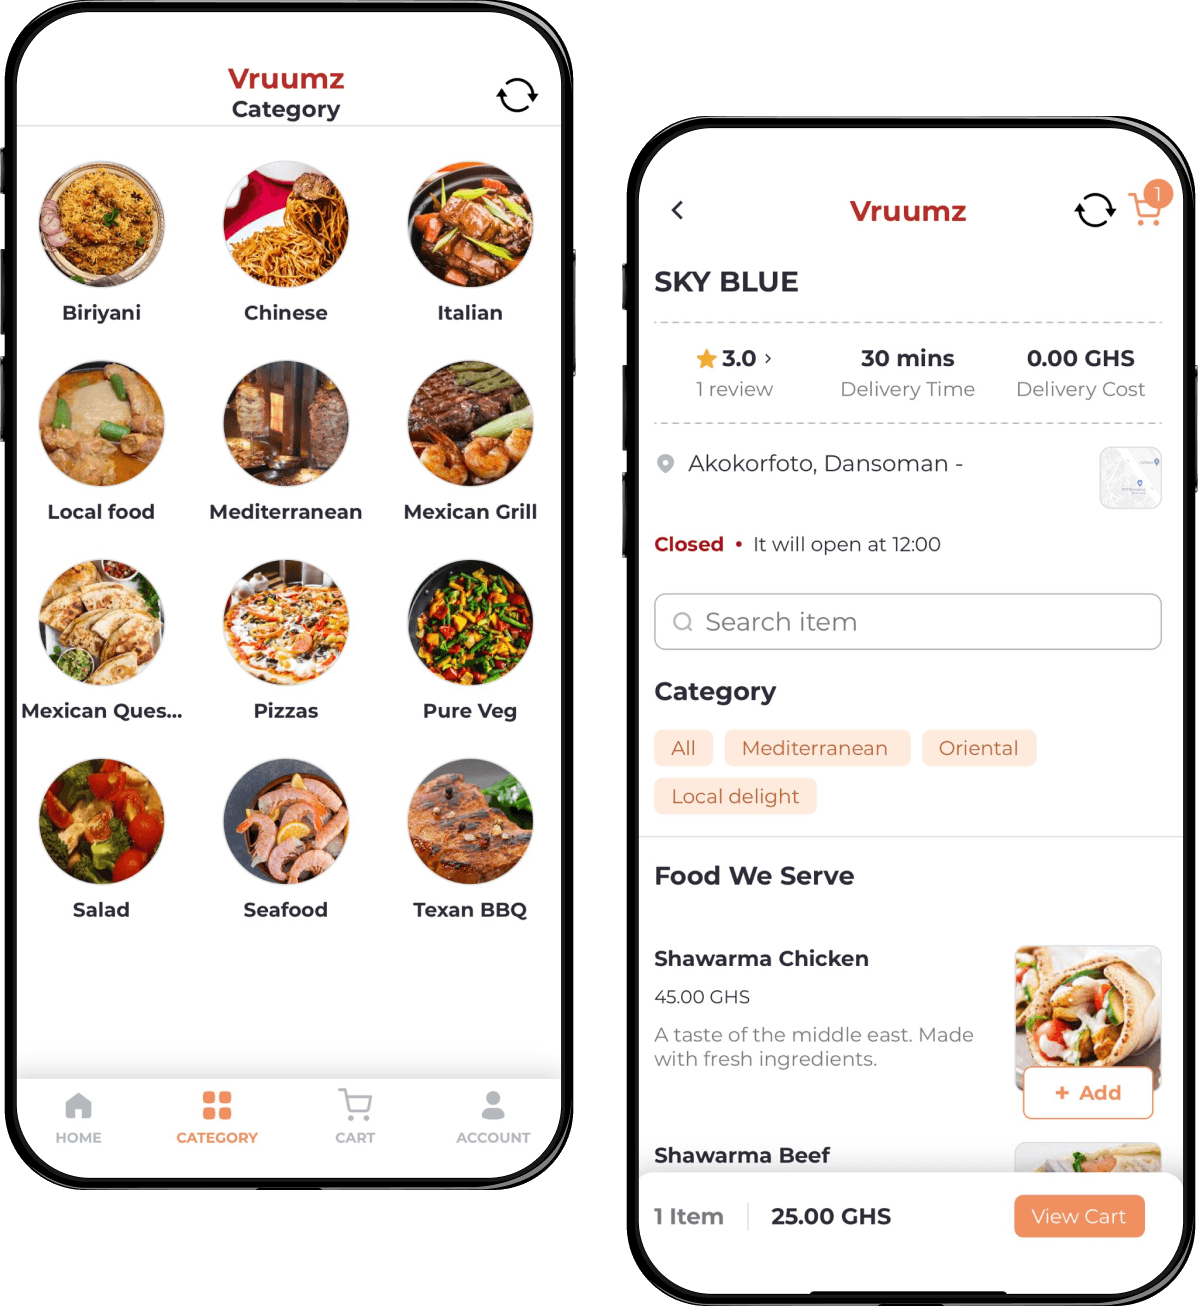 Vruumz
Category
Biriyani
Chinese
Italian
Local food
Mediterranean
Mexican Grill
Mexican Ques...
Pizzas
Pure Veg
Salad
Seafood
Texan BBQ
HOME
CATEGORY
CART
ACCOUNT
Vruumz
1
SKY BLUE
3.0
30 mins
0.00 GHS
1 review
Delivery Time
Delivery Cost
Akokorfoto, Dansoman -
Closed • It will open at 12:00
Search item
Category
All
Mediterranean
Oriental
Local delight
Food We Serve
Shawarma Chicken
45.00 GHS
A taste of the middle east. Made
with fresh ingredients.
+ Add
Shawarma Beef
1 Item
25.00 GHS
View Cart